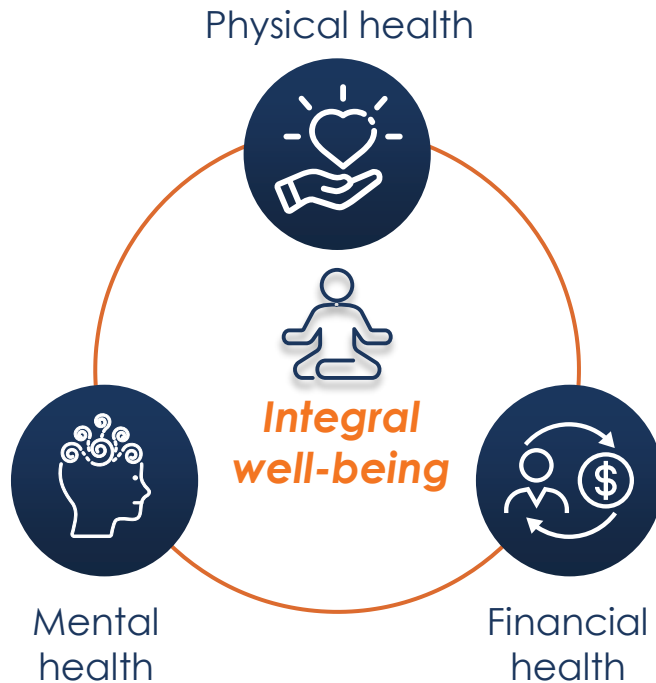 Physical health
Integral
well-being
$
Mental
health
Financial
health